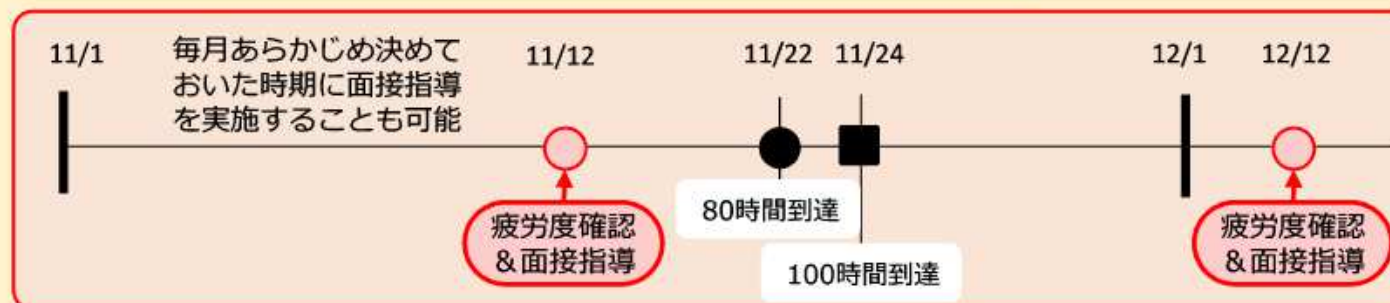 11/1
毎月あらかじめ決めて
おいた時期に面接指導
を実施することも可能
11/12
11/22
11/24
12/1
12/12
疲労度確認
＆面接指導
80時間到達
100時間到達
疲労度確認
＆面接指導